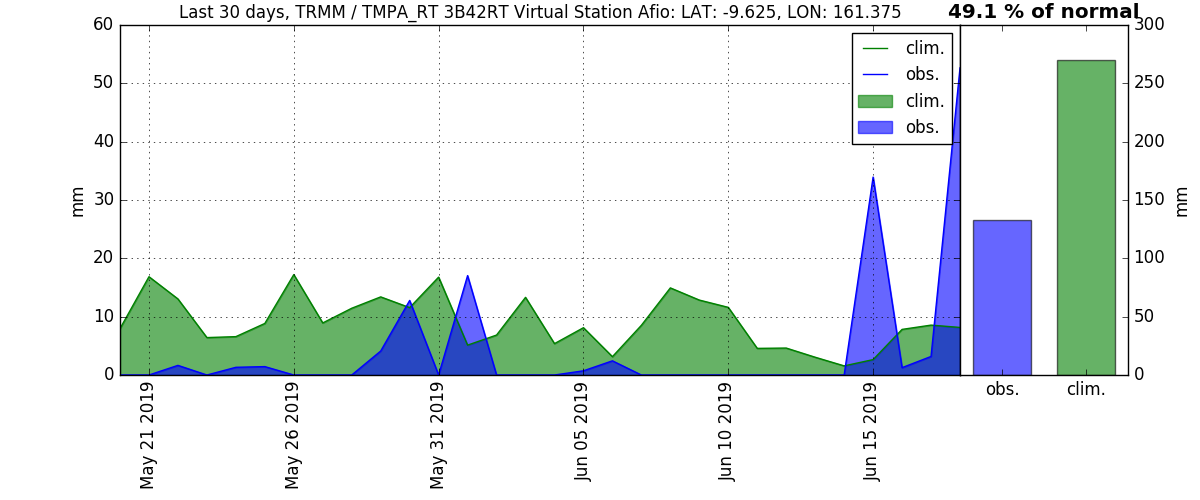 Last 30 days, TRMM / TMPA_RT 3B42RT Virtual Station Afio: LAT: -9.625, LON: 161.375
49.1 % of normal
60
50
40
30
20
10
0
mm
clim.
obs.
clim.
obs.
May 21 2019
May 26 2019
May 31 2019
Jun 05 2019
Jun 10 2019
Jun 15 2019
300
250
200
150
100
50
0
mm
obs.
clim.